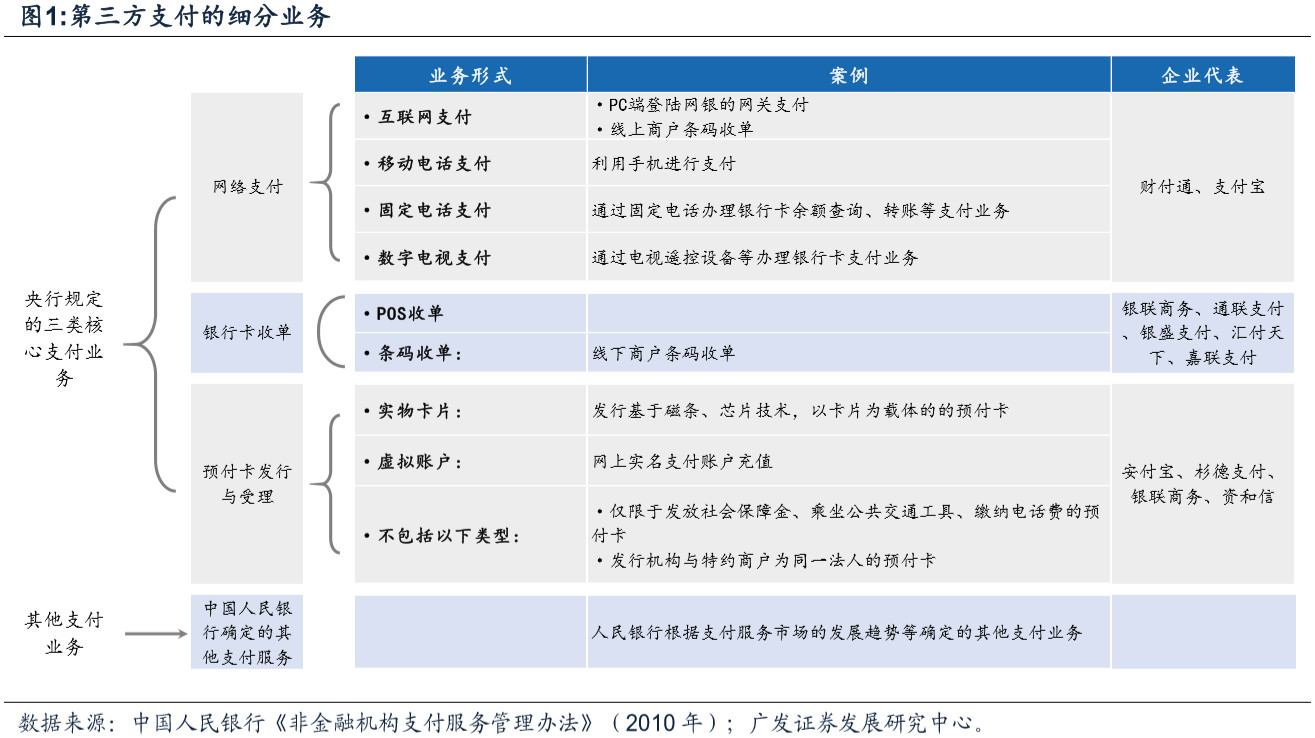 图1:第三方支付的细分业务
业务形式
案例
企业代表
央行规定
的三类核
心支付业
务
网络支付
• 互联网支付
• PC端登陆网银的网关支付
• 线上商户条码收单
• 移动电话支付
利用手机进行支付
• 固定电话支付
通过固定电话办理银行卡余额查询、转账等支付业务
• 数字电视支付
通过电视遥控设备等办理银行卡支付业务
财付通、支付宝
银行卡收单
• POS收单
• 条码收单：
线下商户条码收单
银联商务、通联支付
、银盛支付、汇付天
下、嘉联支付
预付卡发行
与受理
• 实物卡片：
发行基于磁条、芯片技术，以卡片为载体的的预付卡
• 虚拟账户：
网上实名支付账户充值
• 不包括以下类型：
• 仅限于发放社会保障金、乘坐公共交通工具、缴纳电话费的预
付卡
• 发行机构与特约商户为同一法人的预付卡
安付宝、杉德支付、
银联商务、资和信
其他支付
业务
中国人民银
行确定的其
他支付服务
人民银行根据支付服务市场的发展趋势等确定的其他支付业务
数据来源：中国人民银行《非金融机构支付服务管理办法》（2010 年）；广发证券发展研究中心。